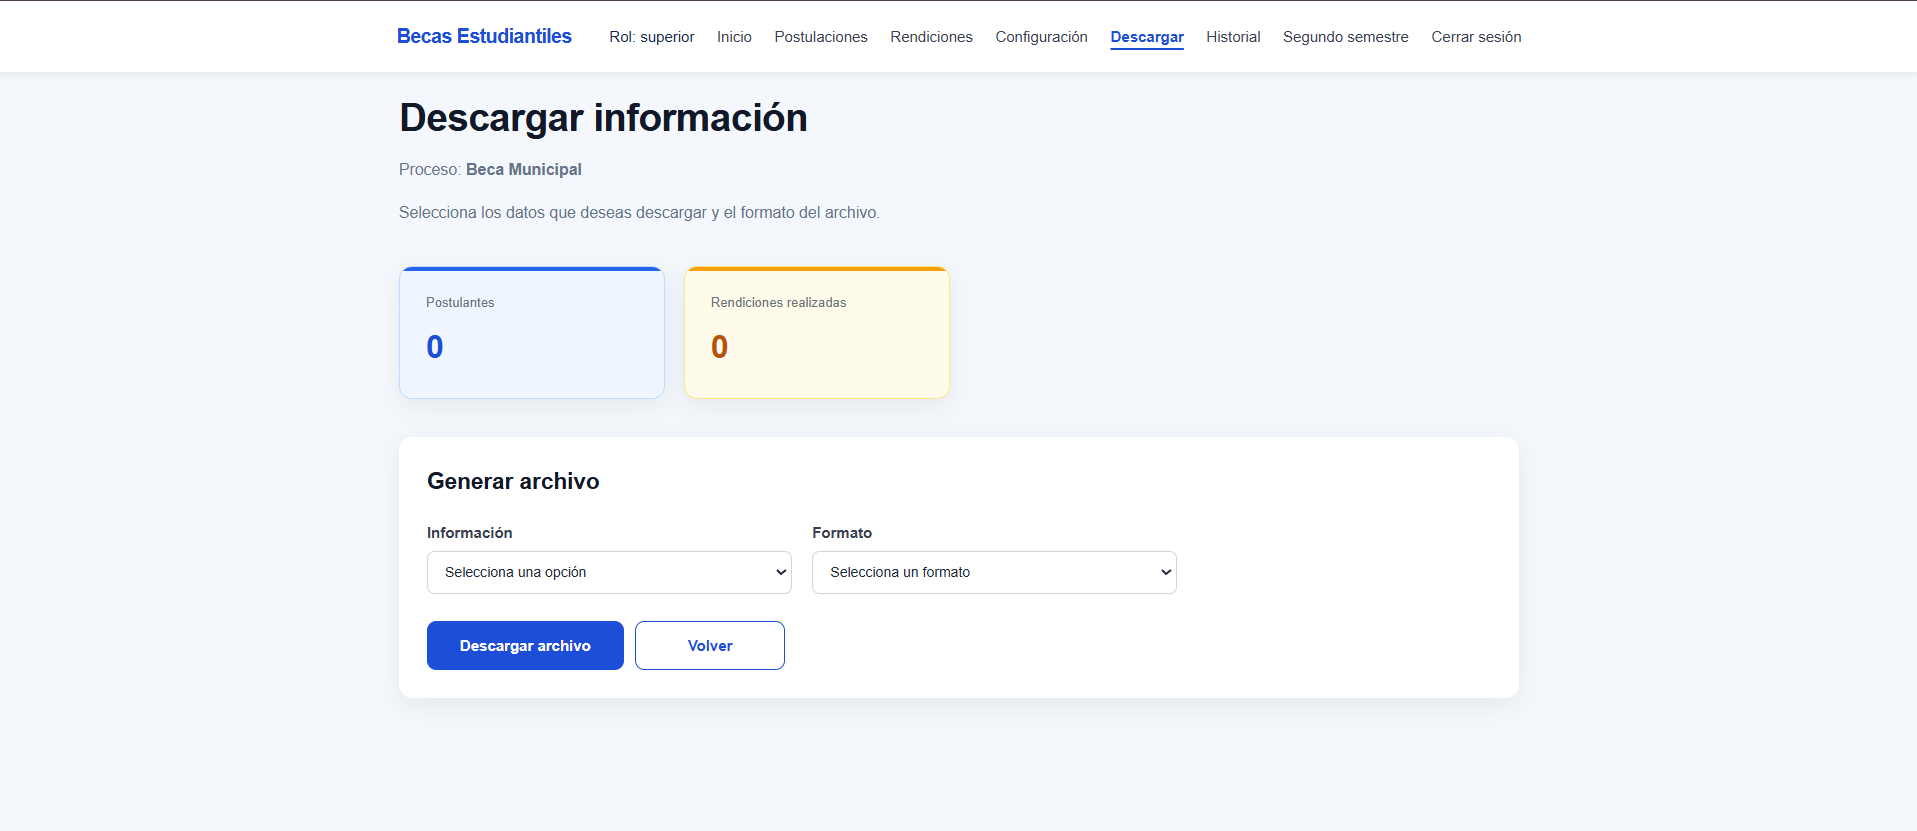 Becas Estudiantiles Rol: superior Inicio Postulaciones Rendiciones Configuración Descargar Historial Segundo semestre Cerrar sesión
Descargar información
Proceso: Beca Municipal
Selecciona los datos que deseas descargar y el formato del archivo.
Postulantes
0
Rendiciones realizadas
0
Generar archivo
Información
Selecciona una opción
Formato
Selecciona un formato
Descargar archivo
Volver